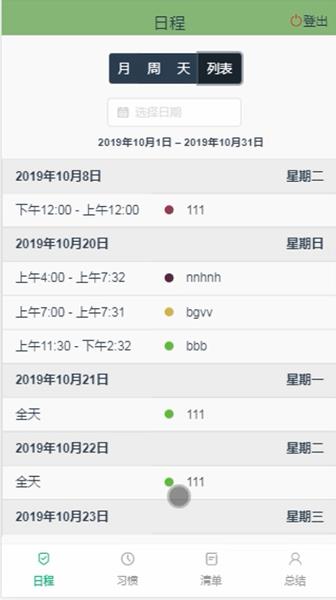 日程
登出
月 周 天 列表
选择日期
2019年10月1日 – 2019年10月31日
2019年10月8日 星期二
下午12:00 - 上午12:00 111
2019年10月20日 星期日
上午4:00 - 上午7:32 nnhnh
上午7:00 - 上午7:31 bgvv
上午11:30 - 下午2:32 bbb
2019年10月21日 星期一
全天 111
2019年10月22日 星期二
全天 111
2019年10月23日 星期三
日程 习惯 清单 总结